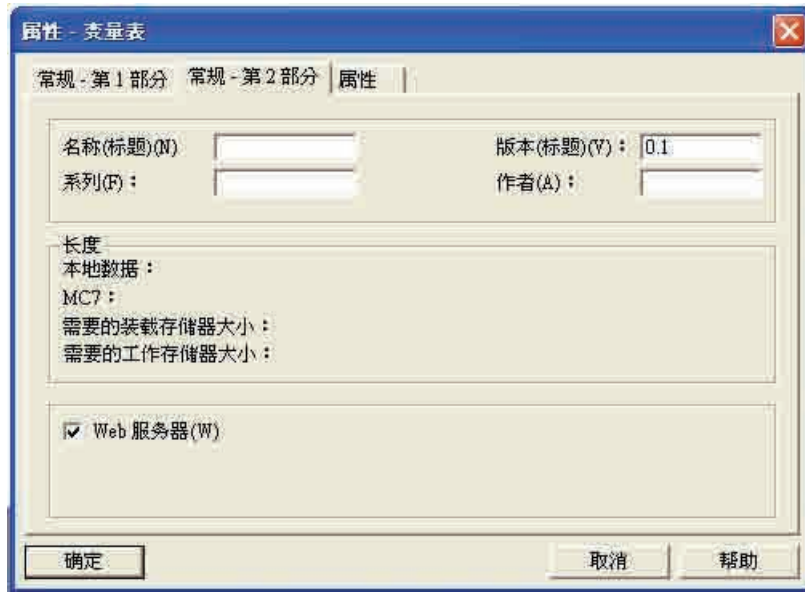 属性 - 变量表
常规 - 第 1 部分 常规 - 第 2 部分 属性
名称(标题)(N) 版本(标题)(V)： 0.1
系列(F)： 作者(A)：
长度
本地数据：
MC7：
需要的装载存储器大小：
需要的工作存储器大小：
Web 服务器(W)
确定 取消 帮助